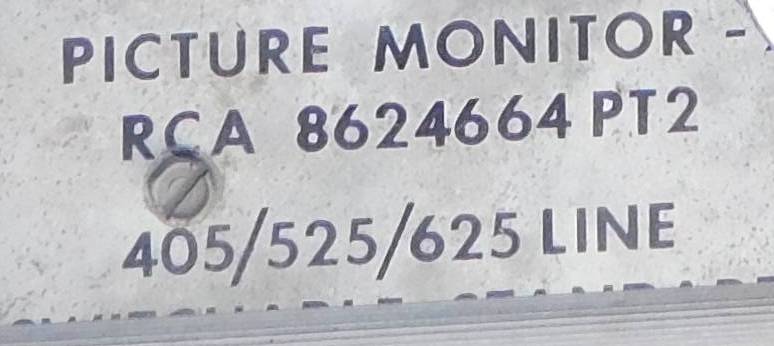 PICTURE MONITOR -
RCA 8624664 PT2
405/525/625 LINE